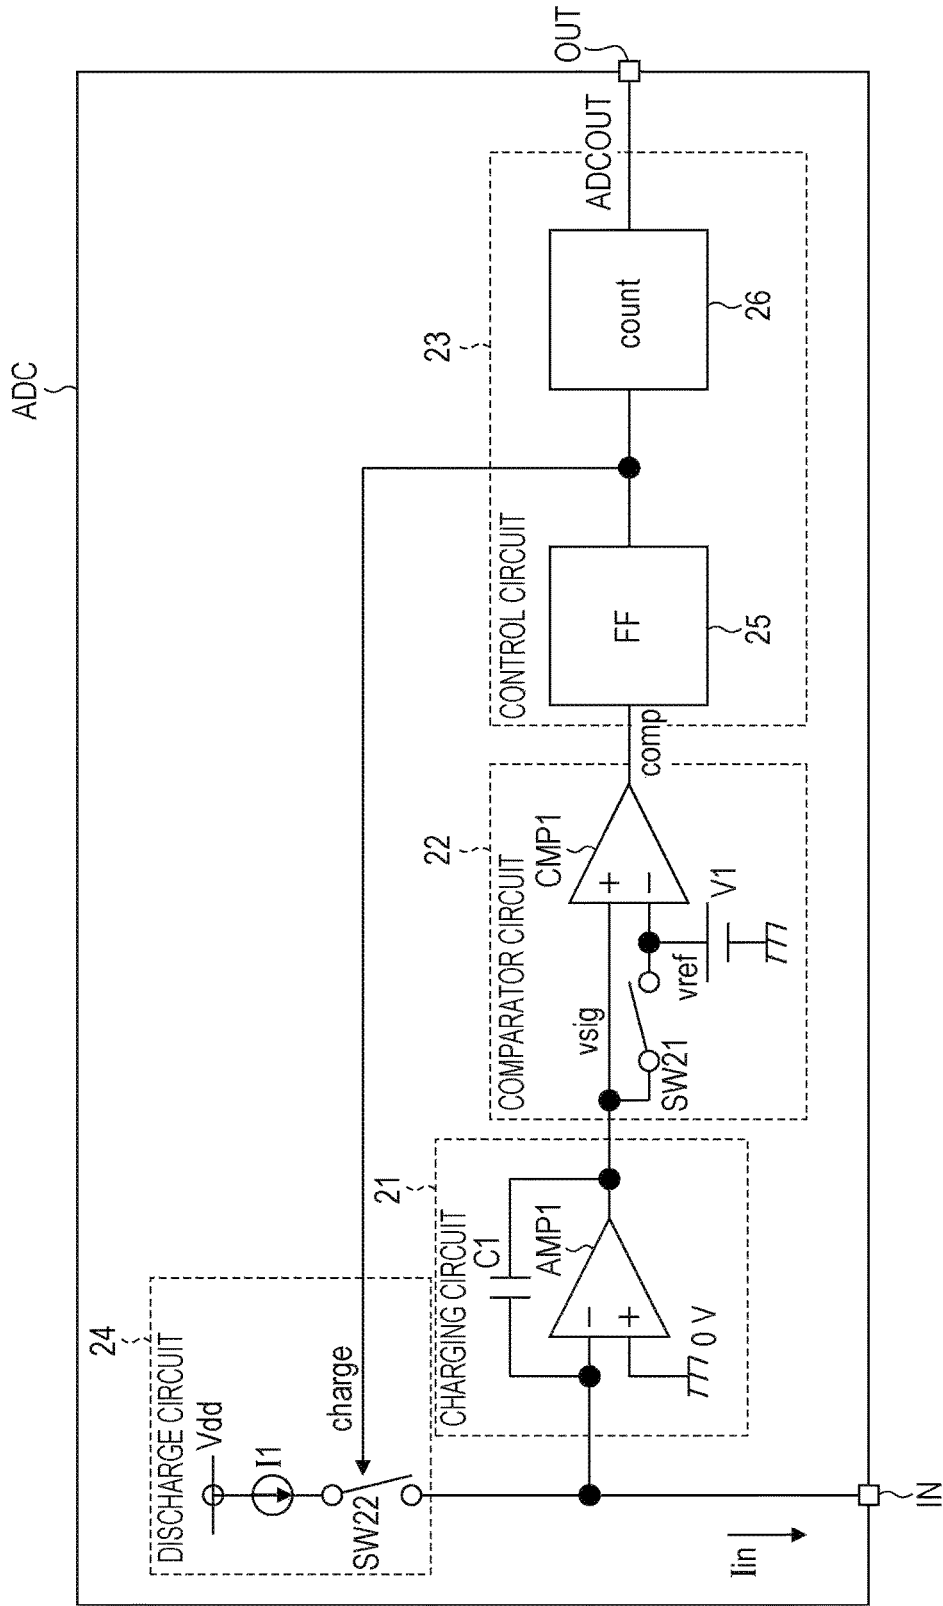 ADC
24
DISCHARGE CIRCUIT
Vdd
I1
SW22
charge
Iin
IN
21
CHARGING CIRCUIT
C1
AMP1
−
+
0 V
22
COMPARATOR CIRCUIT
vsig
SW21
vref
V1
CMP1
+
−
comp
23
CONTROL CIRCUIT
FF
25
count
26
ADCOUT
OUT